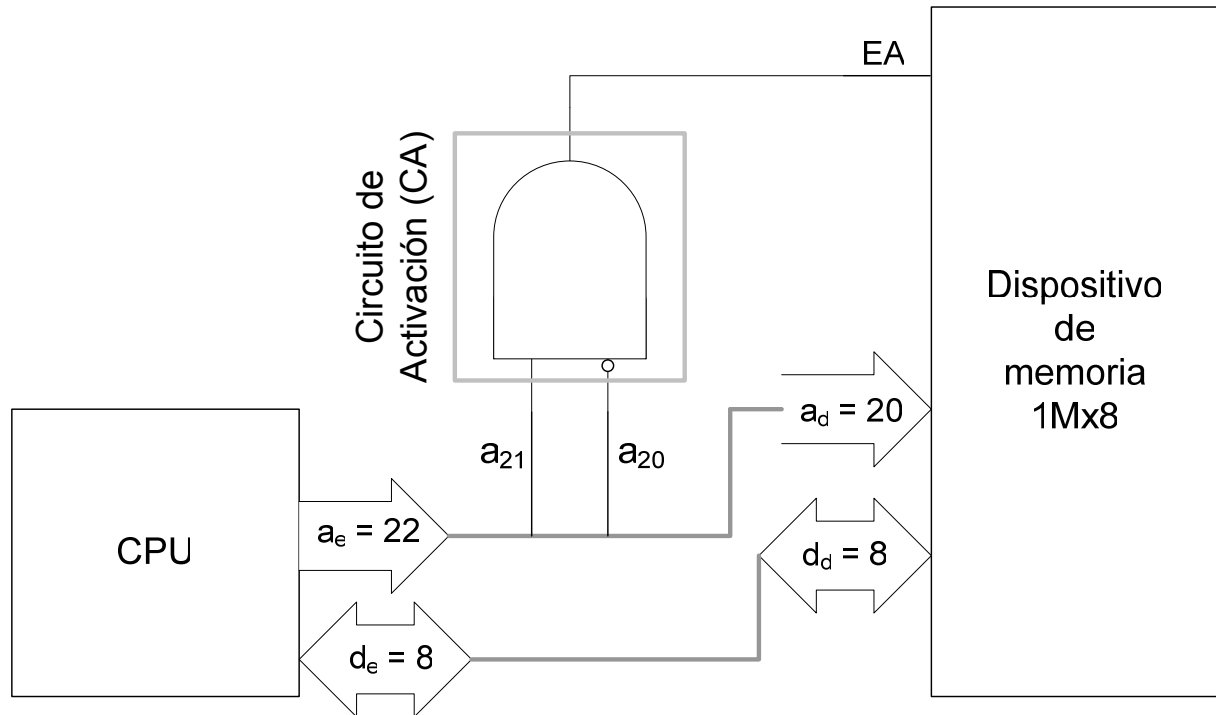 EA
Circuito de
Activación (CA)
Dispositivo
de
memoria
1Mx8
a21
a20
ad = 20
CPU
ae = 22
dd = 8
de = 8